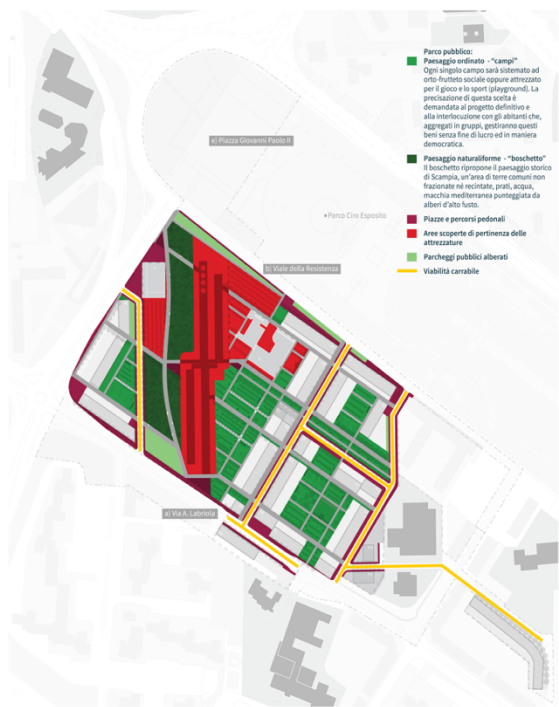 Parco pubblico:
Paesaggio ordinato - “campi”
Ogni singolo campo sarà sistemato ad
orto-frutteto sociale oppure attrezzato
per il gioco e lo sport (playground). La
precisazione di questa scelta è
demandata al progetto definitivo e
alla interlocuzione con gli abitanti che,
aggregati in gruppi, gestiranno questi
beni senza fine di lucro ed in maniera
democratica.
Paesaggio naturaliforme - “boschetto”
Il boschetto ripropone il paesaggio storico
di Scampia, un’area di terre comuni non
frazionate né recintate, prati, acqua,
macchia mediterranea punteggiata da
alberi d’alto fusto.
Piazze e percorsi pedonali
Aree scoperte di pertinenza delle
attrezzature
Parcheggi pubblici alberati
Viabilità carrabile
e) Piazza Giovanni Paolo II
Parco Ciro Esposito
b) Viale della Resistenza
a) Via A. Labriola